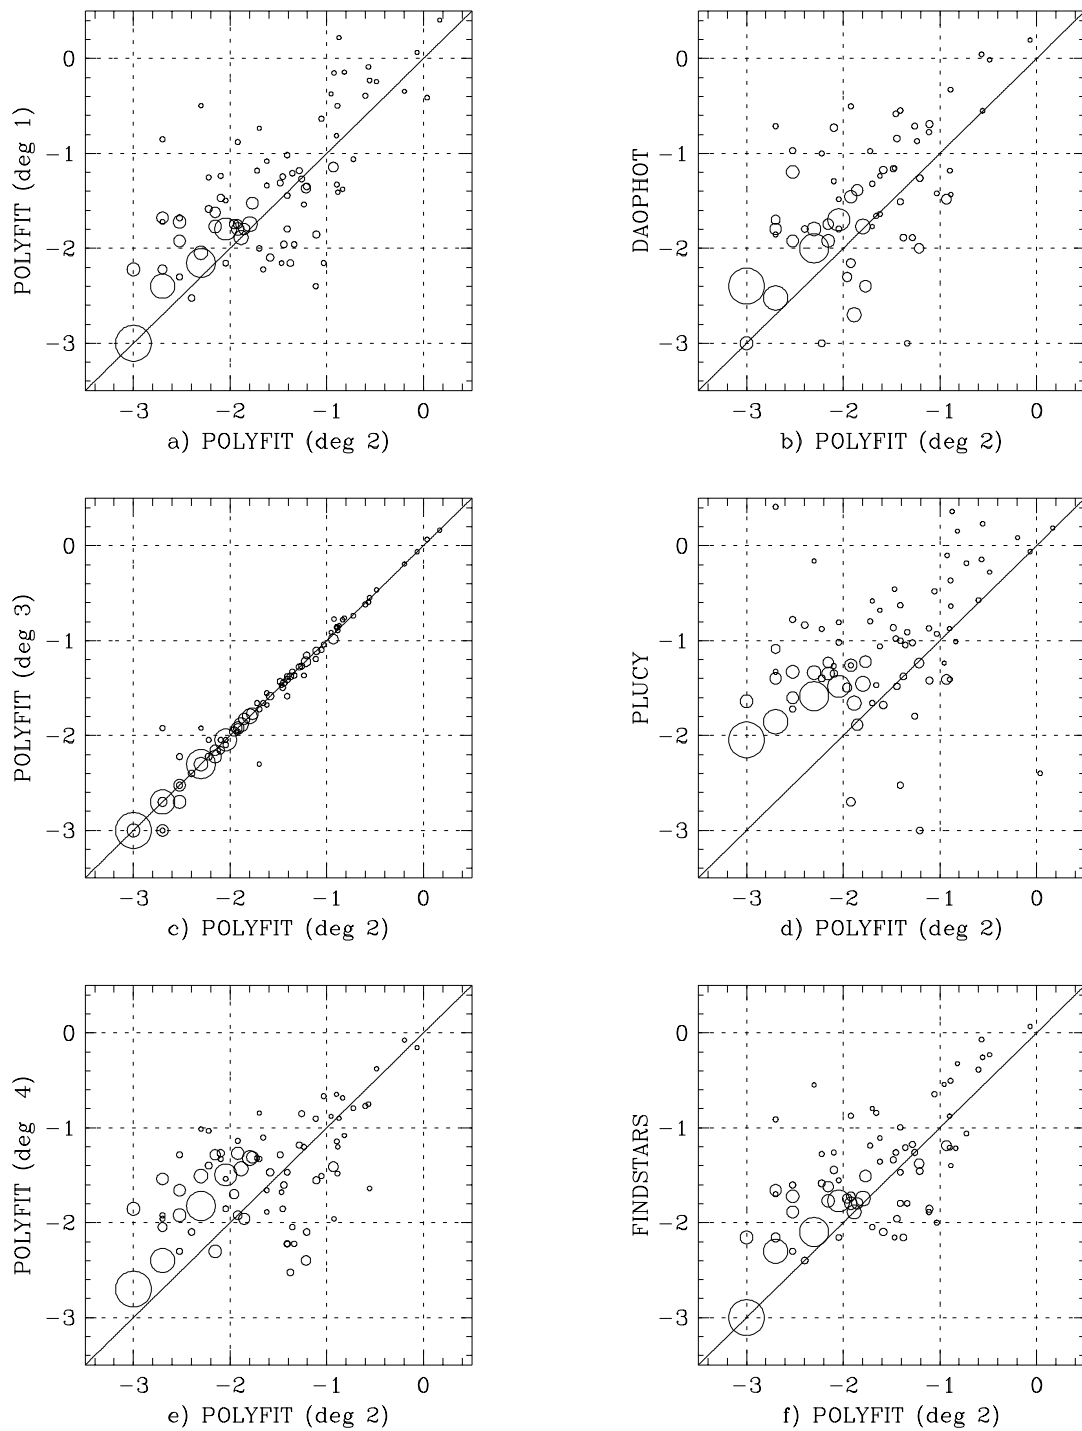 0
-1
-2
-3
POLYFIT (deg 1)
-3 -2 -1 0
a) POLYFIT (deg 2)
0
-1
-2
-3
DAOPHOT
-3 -2 -1 0
b) POLYFIT (deg 2)
0
-1
-2
-3
POLYFIT (deg 3)
-3 -2 -1 0
c) POLYFIT (deg 2)
0
-1
-2
-3
PLUCY
-3 -2 -1 0
d) POLYFIT (deg 2)
0
-1
-2
-3
POLYFIT (deg 4)
-3 -2 -1 0
e) POLYFIT (deg 2)
0
-1
-2
-3
FINDSTARS
-3 -2 -1 0
f) POLYFIT (deg 2)